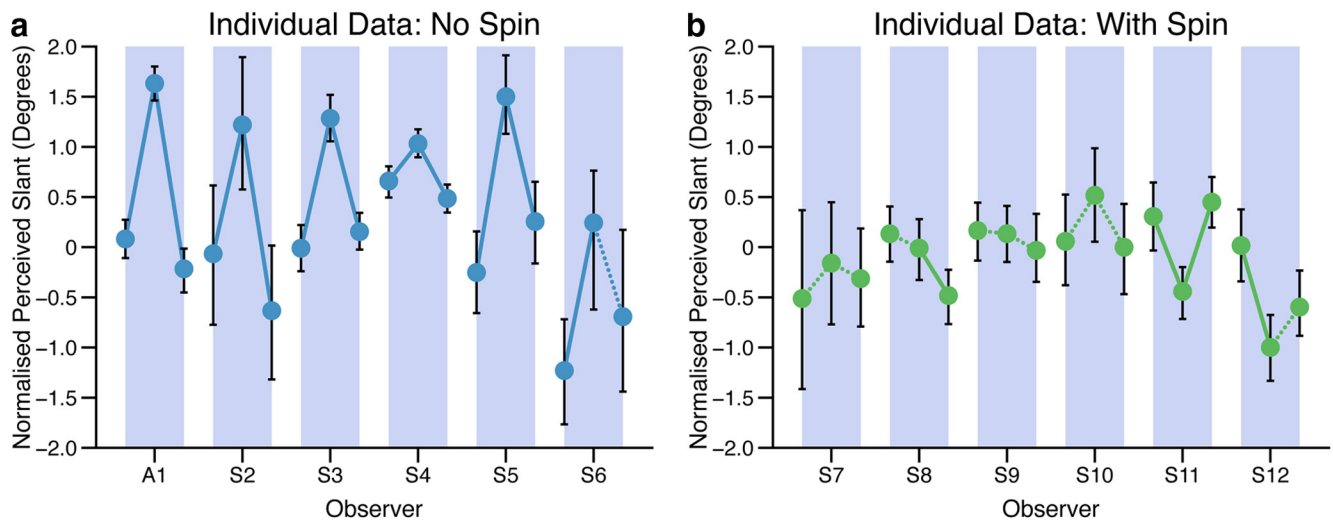 a
Individual Data: No Spin
Normalised Perceived Slant (Degrees)
2.0
1.5
1.0
0.5
0
−0.5
−1.0
−1.5
−2.0
A1 S2 S3 S4 S5 S6
Observer
b
Individual Data: With Spin
Normalised Perceived Slant (Degrees)
2.0
1.5
1.0
0.5
0
−0.5
−1.0
−1.5
−2.0
S7 S8 S9 S10 S11 S12
Observer